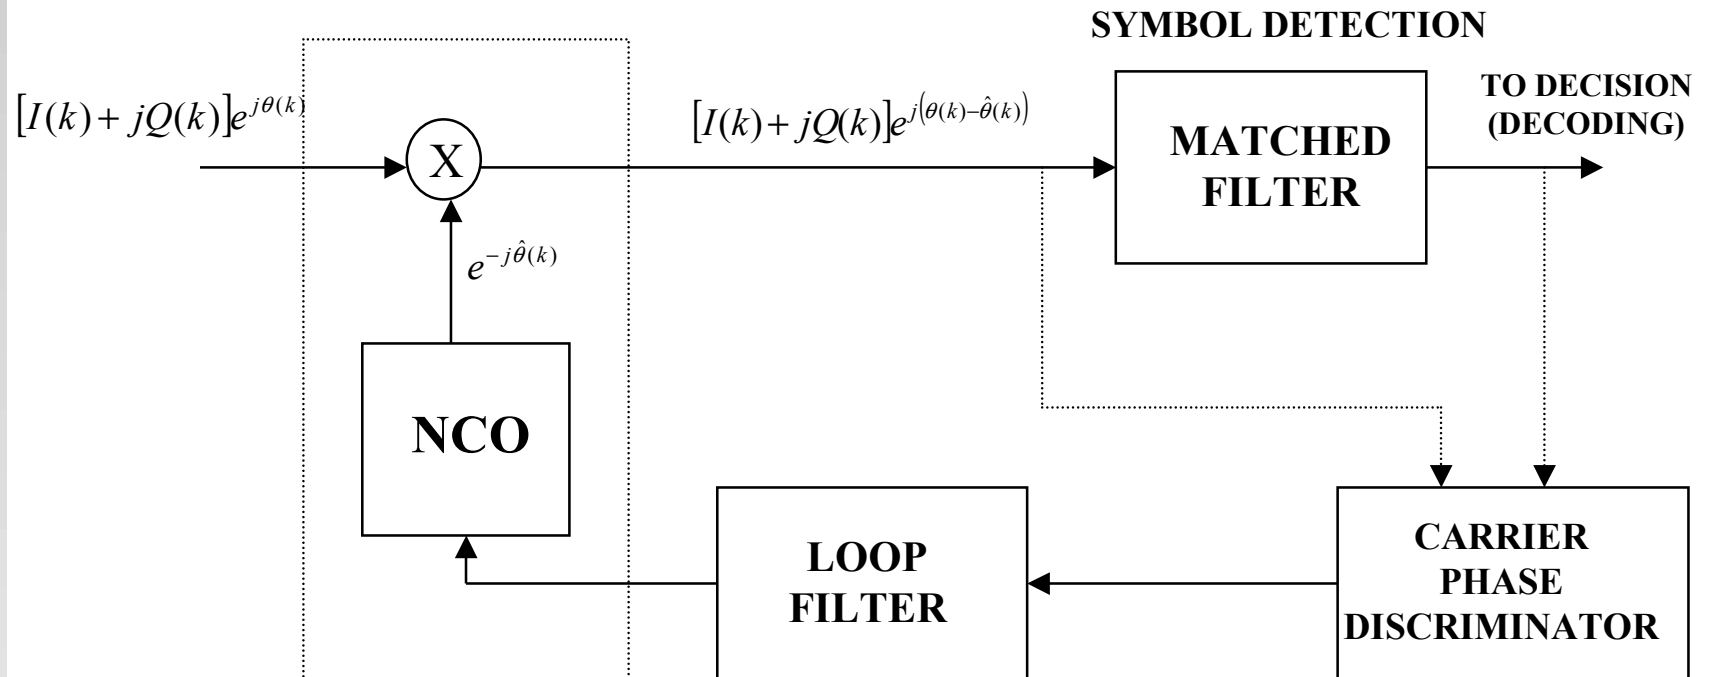 SYMBOL DETECTION
[I(k) + jQ(k)]e^{jθ(k)}
[I(k) + jQ(k)]e^{j(θ(k)−θ̂(k))}
TO DECISION
(DECODING)
X
MATCHED
FILTER
e^{−jθ̂(k)}
NCO
LOOP
FILTER
CARRIER
PHASE
DISCRIMINATOR